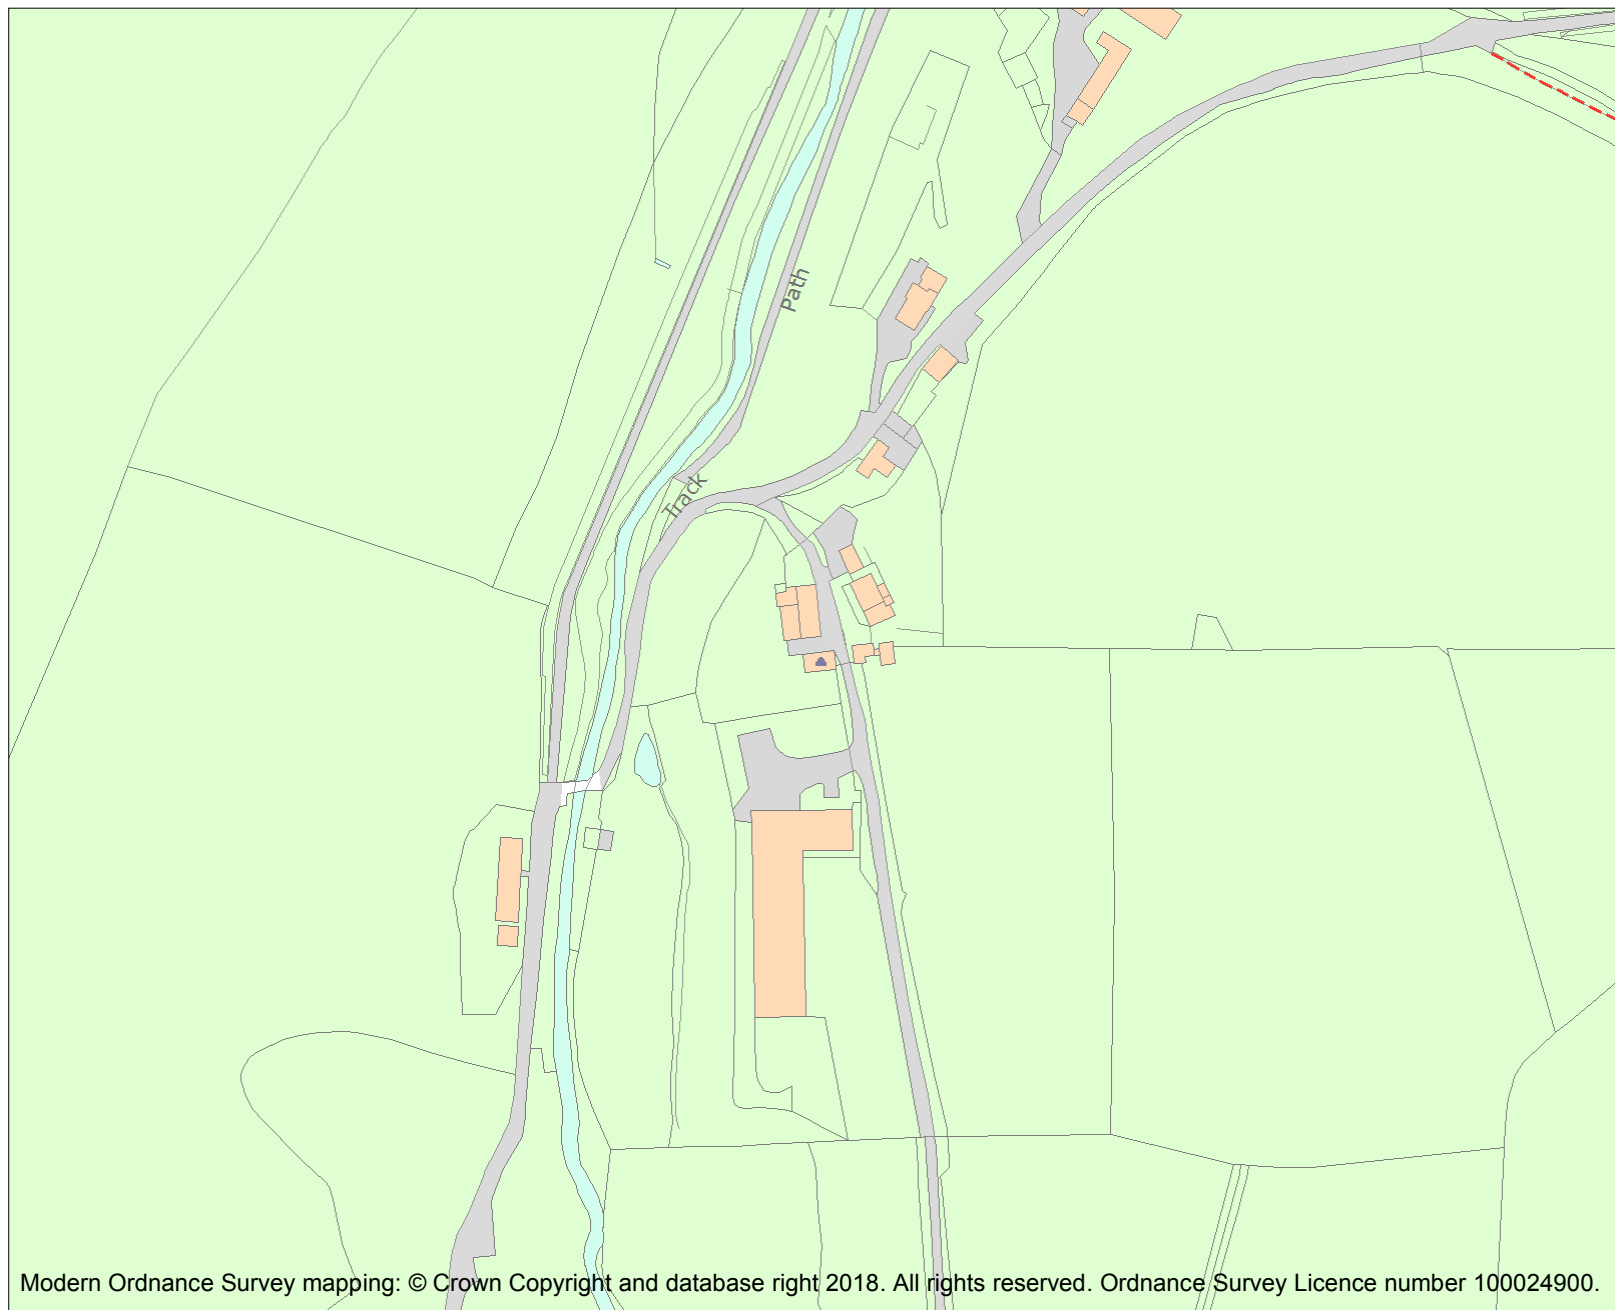 Path
Track
Modern Ordnance Survey mapping: © Crown Copyright and database right 2018. All rights reserved. Ordnance Survey Licence number 100024900.